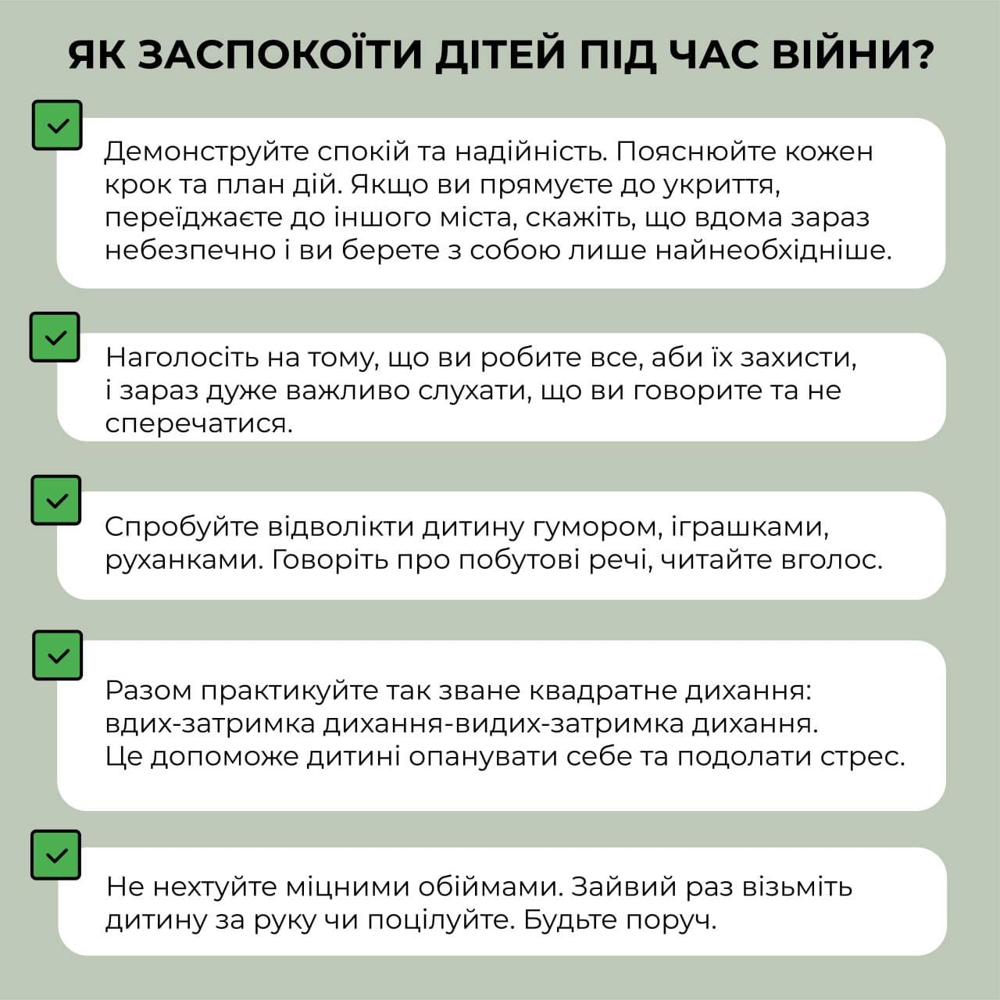 ЯК ЗАСПОКОЇТИ ДІТЕЙ ПІД ЧАС ВІЙНИ?
Демонструйте спокій та надійність. Пояснюйте кожен
крок та план дій. Якщо ви прямуєте до укриття,
переїджаєте до іншого міста, скажіть, що вдома зараз
небезпечно і ви берете з собою лише найнеобхідніше.
Наголосіть на тому, що ви робите все, аби їх захисти,
і зараз дуже важливо слухати, що ви говорите та не
сперечатися.
Спробуйте відволікти дитину гумором, іграшками,
руханками. Говоріть про побутові речі, читайте вголос.
Разом практикуйте так зване квадратне дихання:
вдих-затримка дихання-видих-затримка дихання.
Це допоможе дитині опанувати себе та подолати стрес.
Не нехтуйте міцними обіймами. Зайвий раз візьміть
дитину за руку чи поцілуйте. Будьте поруч.